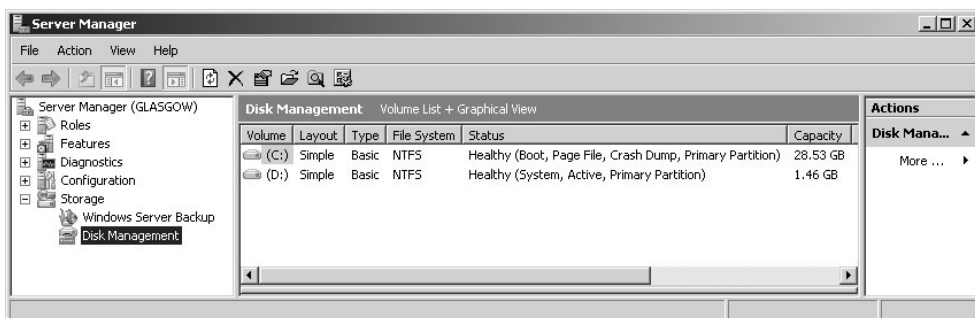 Server Manager
File Action View Help
Server Manager (GLASGOW)
Roles
Features
Diagnostics
Configuration
Storage
Windows Server Backup
Disk Management
Disk Management Volume List + Graphical View
Volume Layout Type File System Status Capacity
(C:) Simple Basic NTFS Healthy (Boot, Page File, Crash Dump, Primary Partition) 28.53 GB
(D:) Simple Basic NTFS Healthy (System, Active, Primary Partition) 1.46 GB
Actions
Disk Mana...
More ...